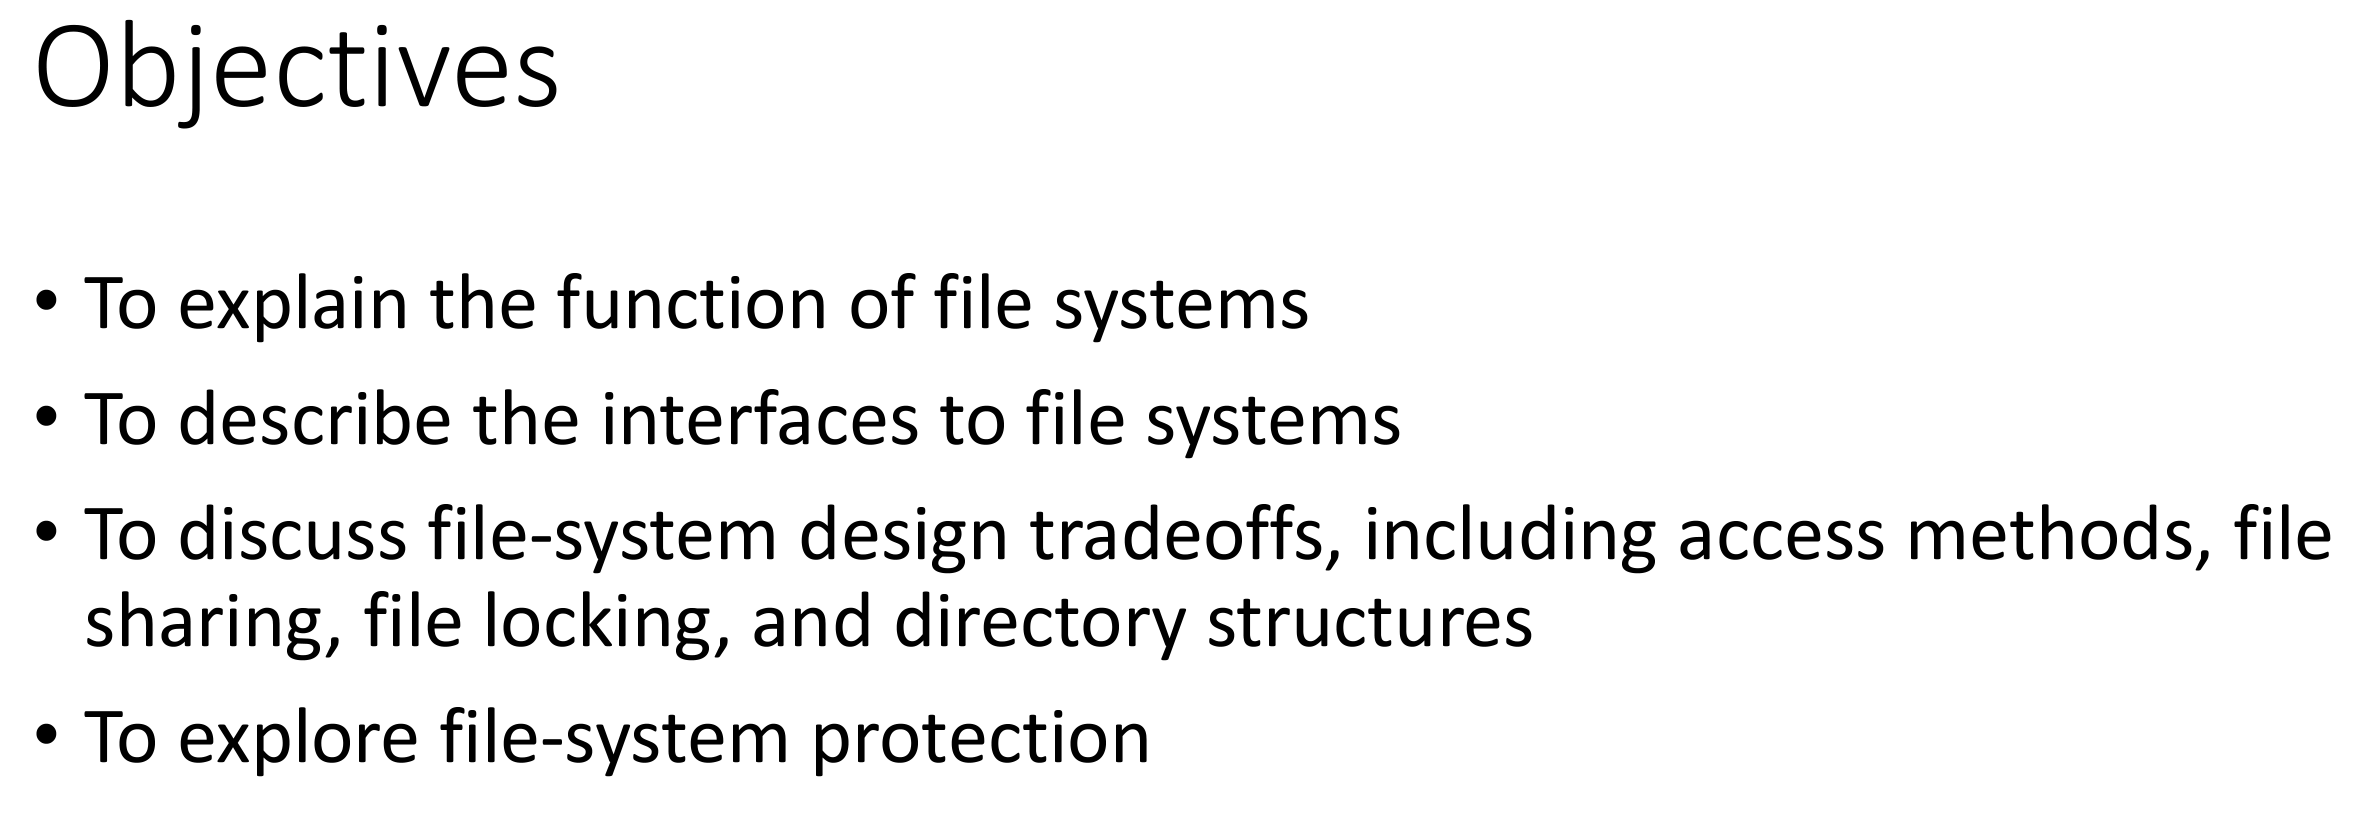 Objectives
• To explain the function of file systems
• To describe the interfaces to file systems
• To discuss file-system design tradeoffs, including access methods, file
sharing, file locking, and directory structures
• To explore file-system protection